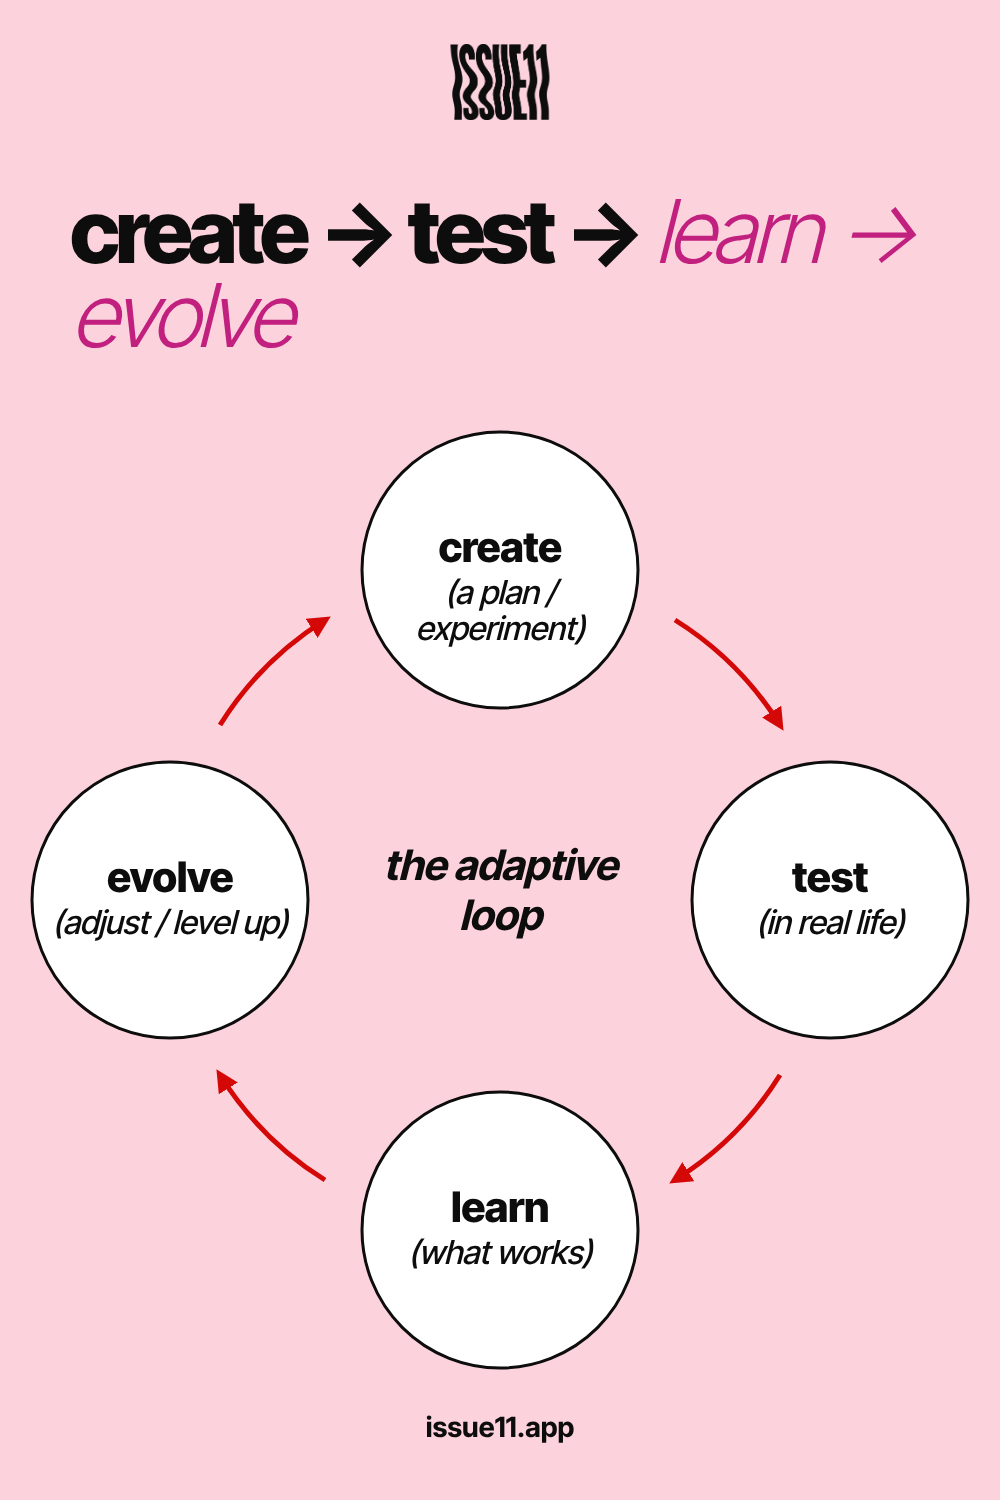 ISSUE11
create → test → learn →
evolve
create
(a plan /
experiment)
evolve
(adjust / level up)
the adaptive
loop
test
(in real life)
learn
(what works)
issue11.app